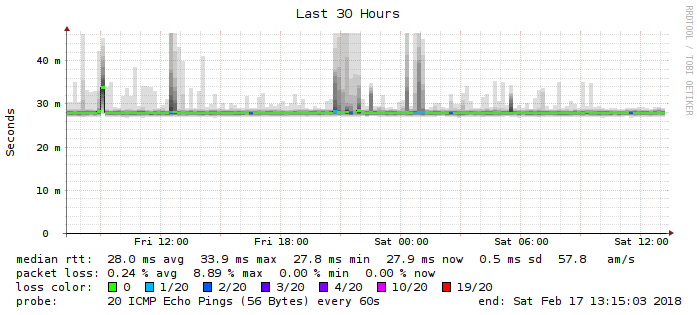 Last 30 Hours
RRDTOOL / TOBI OETIKER
Seconds
40 m
30 m
20 m
10 m
0
Fri 12:00 Fri 18:00 Sat 00:00 Sat 06:00 Sat 12:00
median rtt: 28.0 ms avg 33.9 ms max 27.8 ms min 27.9 ms now 0.5 ms sd 57.8 am/s
packet loss: 0.24 % avg 8.89 % max 0.00 % min 0.00 % now
loss color: 0 1/20 2/20 3/20 4/20 10/20 19/20
probe: 20 ICMP Echo Pings (56 Bytes) every 60s end: Sat Feb 17 13:15:03 2018